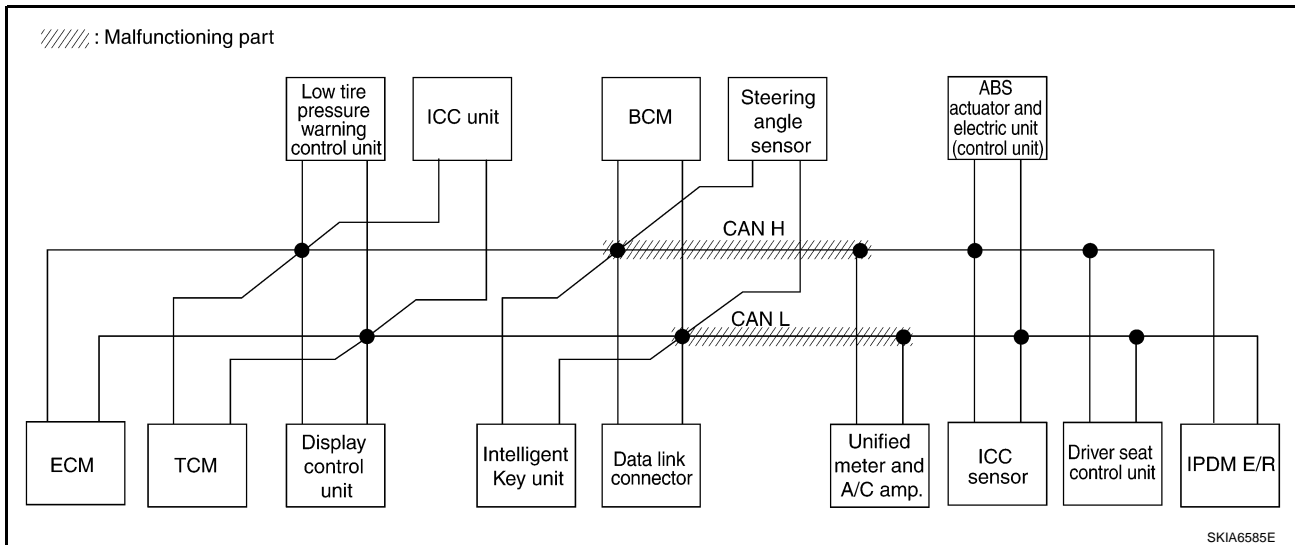 : Malfunctioning part
Low tire
pressure
warning
control unit
ICC unit
BCM
Steering
angle
sensor
ABS
actuator and
electric unit
(control unit)
CAN H
CAN L
ECM
TCM
Display
control
unit
Intelligent
Key unit
Data link
connector
Unified
meter and
A/C amp.
ICC
sensor
Driver seat
control unit
IPDM E/R
SKIA6585E